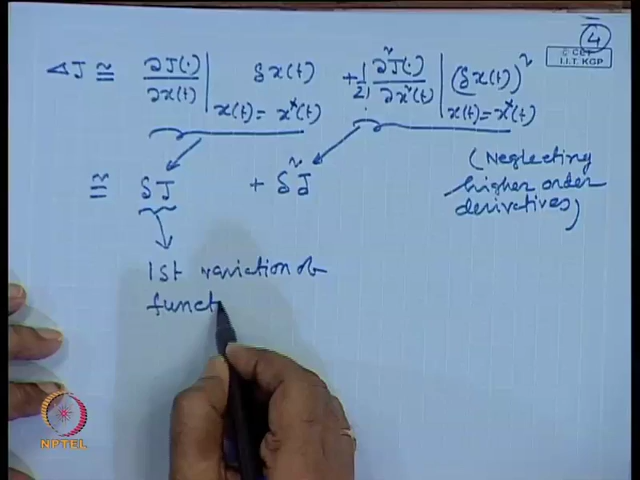 4
C CET
I.I.T. KGP
ΔJ ≅ ∂J(·)/∂x(t) | x(t)=x*(t) δx(t) + 1/2! ∂²J(·)/∂x²(t) | x(t)=x*(t) (δx(t))²
(Neglecting
higher order
derivatives)
≅ δJ + δ²J
1st variation of
funct
NPTEL